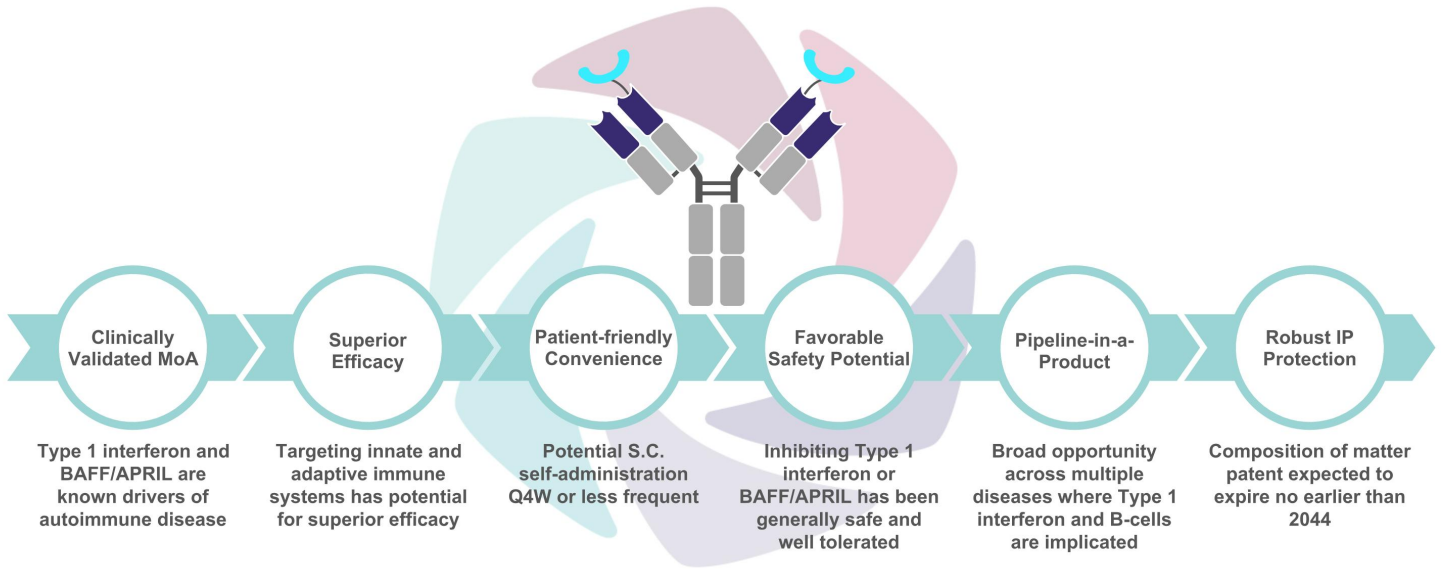 Clinically
Validated MoA
Superior
Efficacy
Patient-friendly
Convenience
Favorable
Safety Potential
Pipeline-in-a-
Product
Robust IP
Protection
Type 1 interferon and
BAFF/APRIL are
known drivers of
autoimmune disease
Targeting innate and
adaptive immune
systems has potential
for superior efficacy
Potential S.C.
self-administration
Q4W or less frequent
Inhibiting Type 1
interferon or
BAFF/APRIL has been
generally safe and
well tolerated
Broad opportunity
across multiple
diseases where Type 1
interferon and B-cells
are implicated
Composition of matter
patent expected to
expire no earlier than
2044